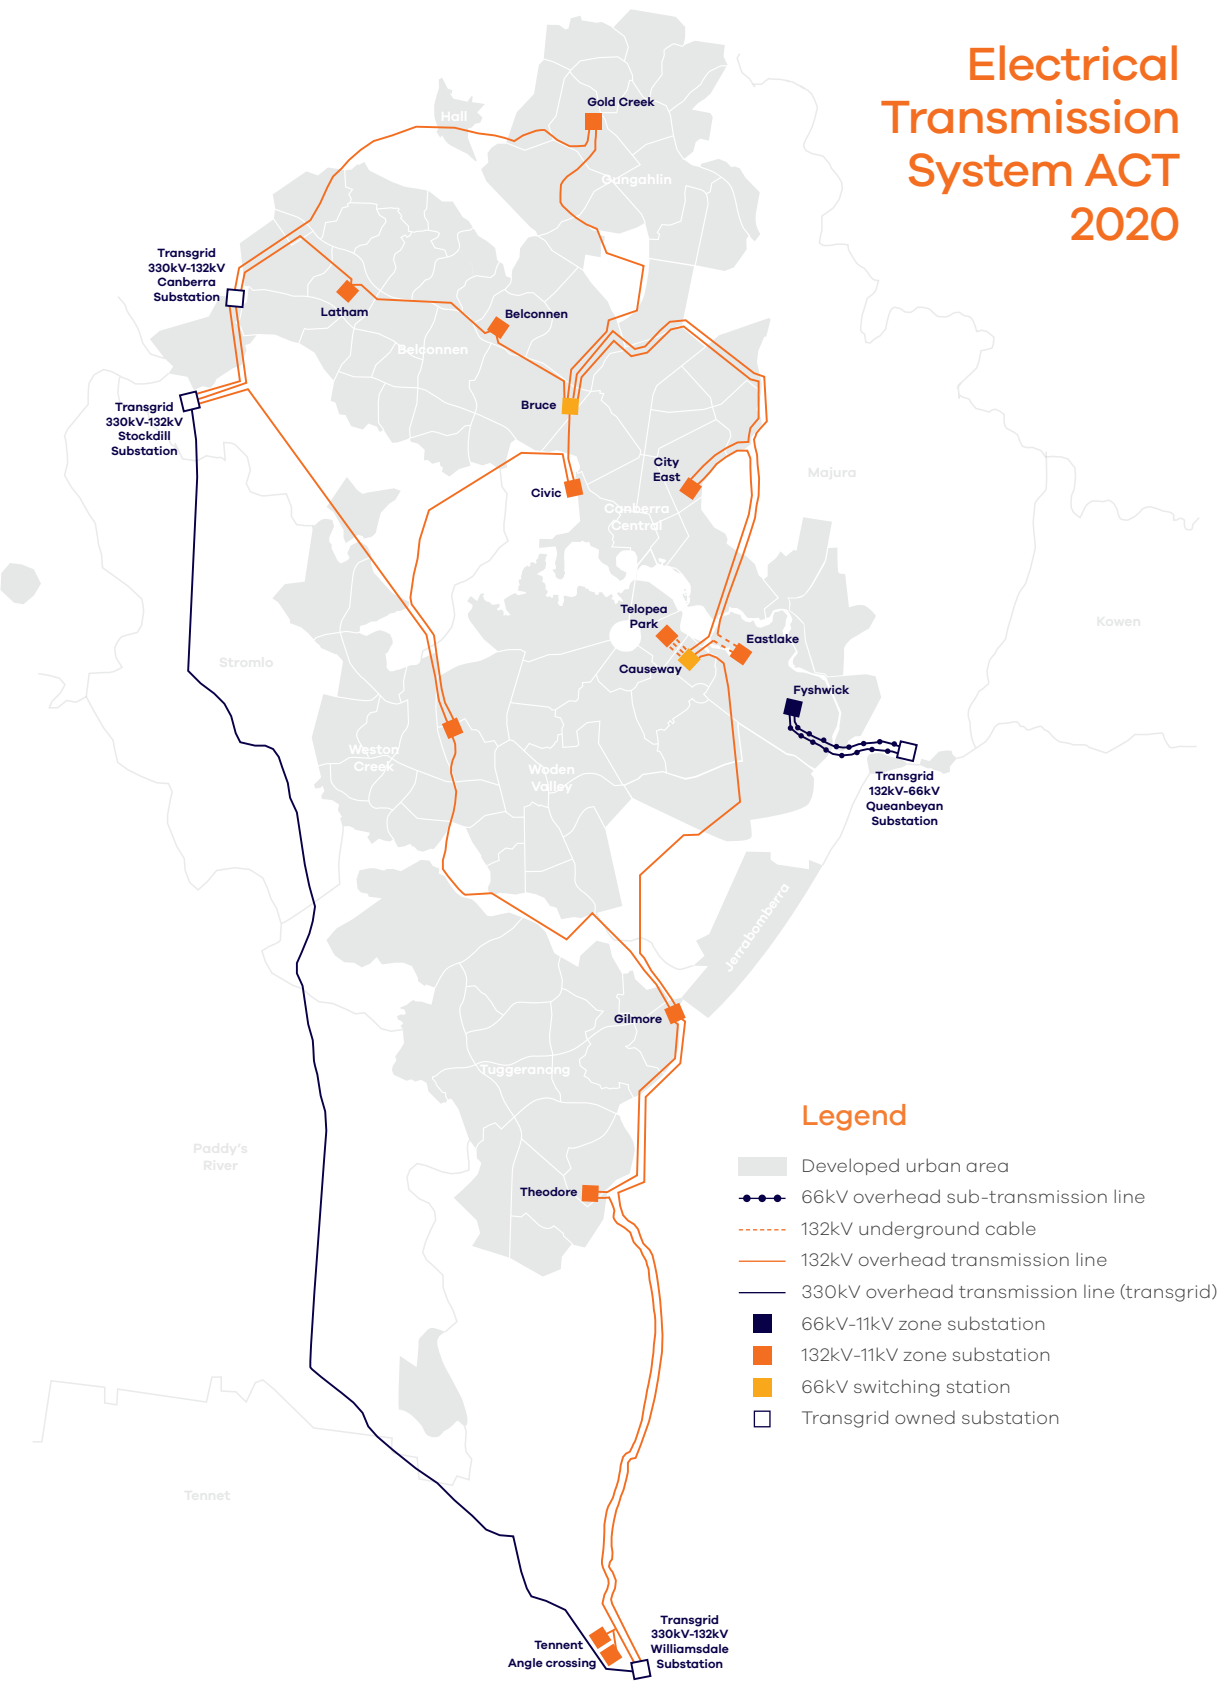 Electrical
Transmission
System ACT
2020
Gold Creek
Hall
Gungahlin
Transgrid
330kV-132kV
Canberra
Substation
Latham
Belconnen
Belconnen
Transgrid
330kV-132kV
Stockdill
Substation
Bruce
City
East
Civic
Majura
Canberra
Central
Telopea
Park
Eastlake
Causeway
Kowen
Stromlo
Fyshwick
Weston
Creek
Woden
Valley
Transgrid
132kV-66kV
Queanbeyan
Substation
Jerrabomberra
Gilmore
Tuggeranong
Paddy's
River
Theodore
Legend
Developed urban area
66kV overhead sub-transmission line
132kV underground cable
132kV overhead transmission line
330kV overhead transmission line (transgrid)
66kV-11kV zone substation
132kV-11kV zone substation
66kV switching station
Transgrid owned substation
Tennet
Tennent
Angle crossing
Transgrid
330kV-132kV
Williamsdale
Substation